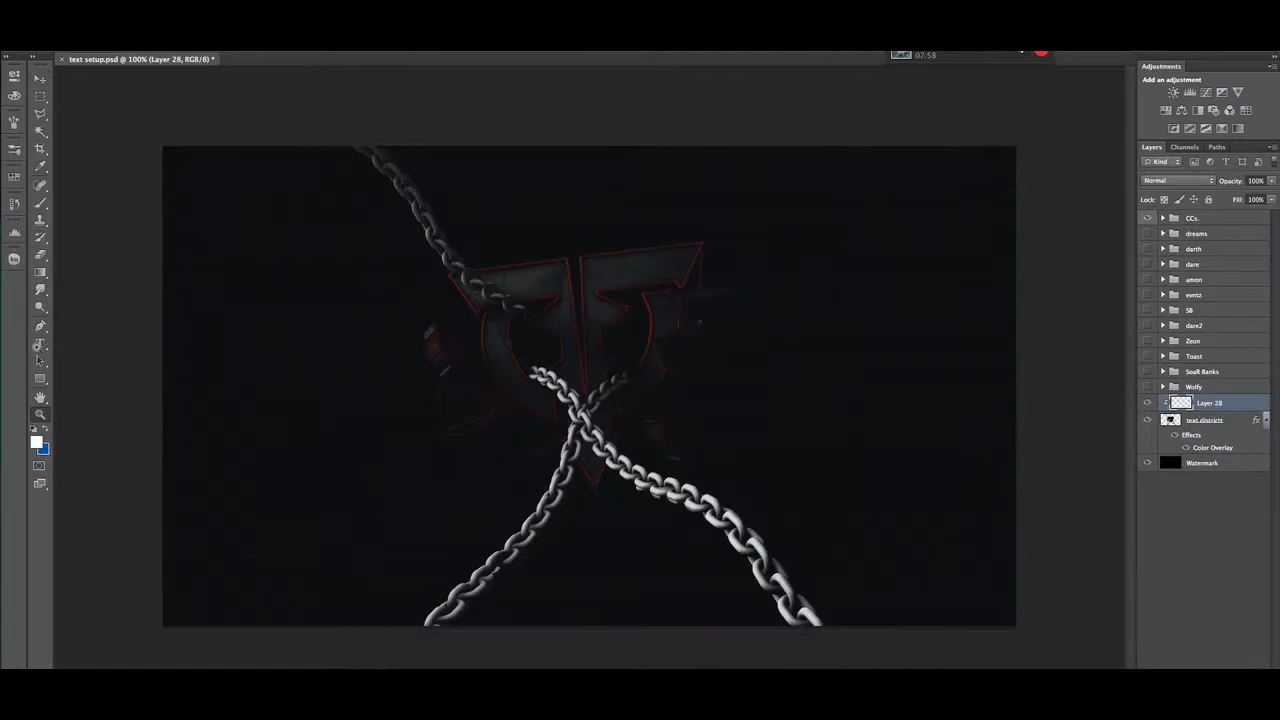 text setup.psd @ 100% (Layer 28, RGB/8) *
07:58
Adjustments
Add an adjustment
Layers Channels Paths
Kind
Normal Opacity: 100%
Lock: Fill: 100%
CCs.
dreams
darth
dare
amon
evntz
SB
dare2
Zeon
Toast
SoaR Banks
Wolfy
Layer 28
text.districtt fx
Effects
Color Overlay
Watermark